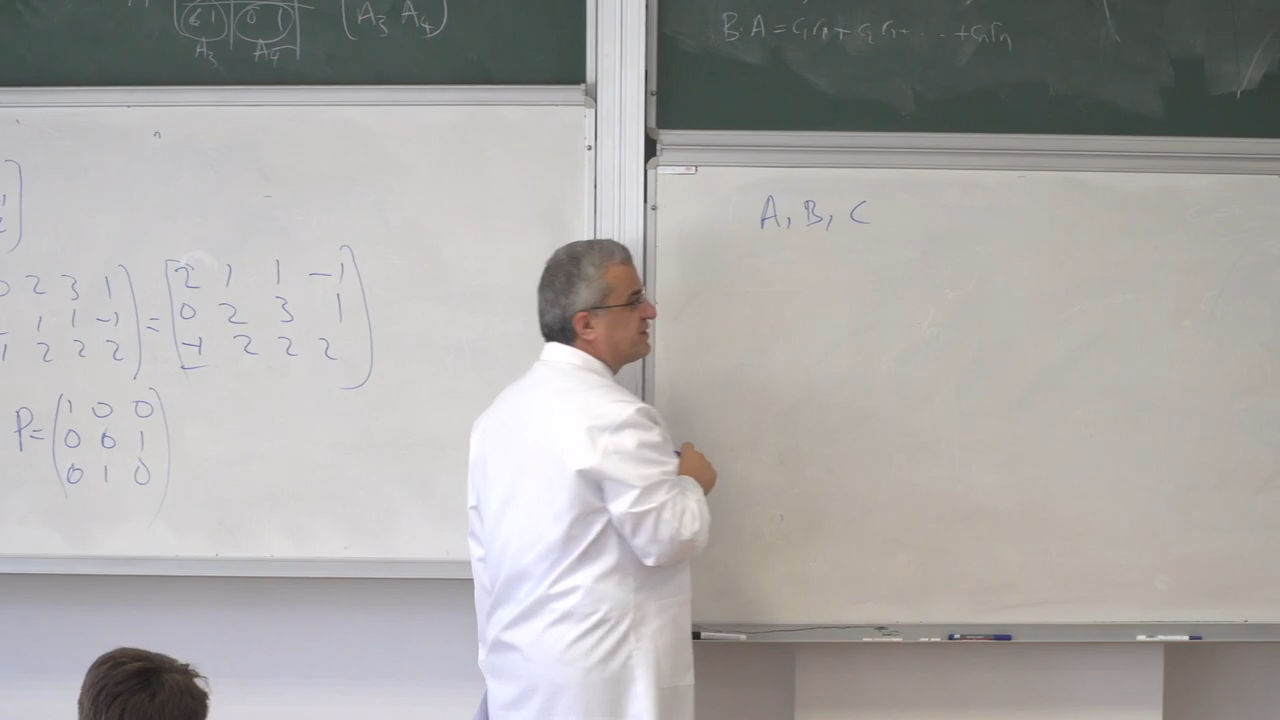 0 1
A3 A4
(A3 A4)
B·A = c1r1 + c2r2 + ... + cnrn
A, B, C
2 3 1
1 1 -1
2 2 2
=
2 1 1 -1
0 2 3 1
-1 2 2 2
P=
1 0 0
0 0 1
0 1 0